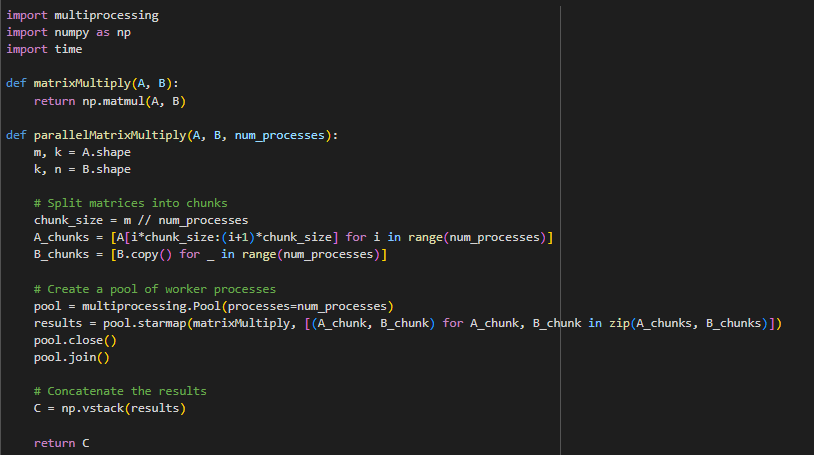 import multiprocessing
import numpy as np
import time
def matrixMultiply(A, B):
    return np.matmul(A, B)
def parallelMatrixMultiply(A, B, num_processes):
    m, k = A.shape
    k, n = B.shape
    # Split matrices into chunks
    chunk_size = m // num_processes
    A_chunks = [A[i*chunk_size:(i+1)*chunk_size] for i in range(num_processes)]
    B_chunks = [B.copy() for _ in range(num_processes)]
    # Create a pool of worker processes
    pool = multiprocessing.Pool(processes=num_processes)
    results = pool.starmap(matrixMultiply, [(A_chunk, B_chunk) for A_chunk, B_chunk in zip(A_chunks, B_chunks)])
    pool.close()
    pool.join()
    # Concatenate the results
    C = np.vstack(results)
    return C